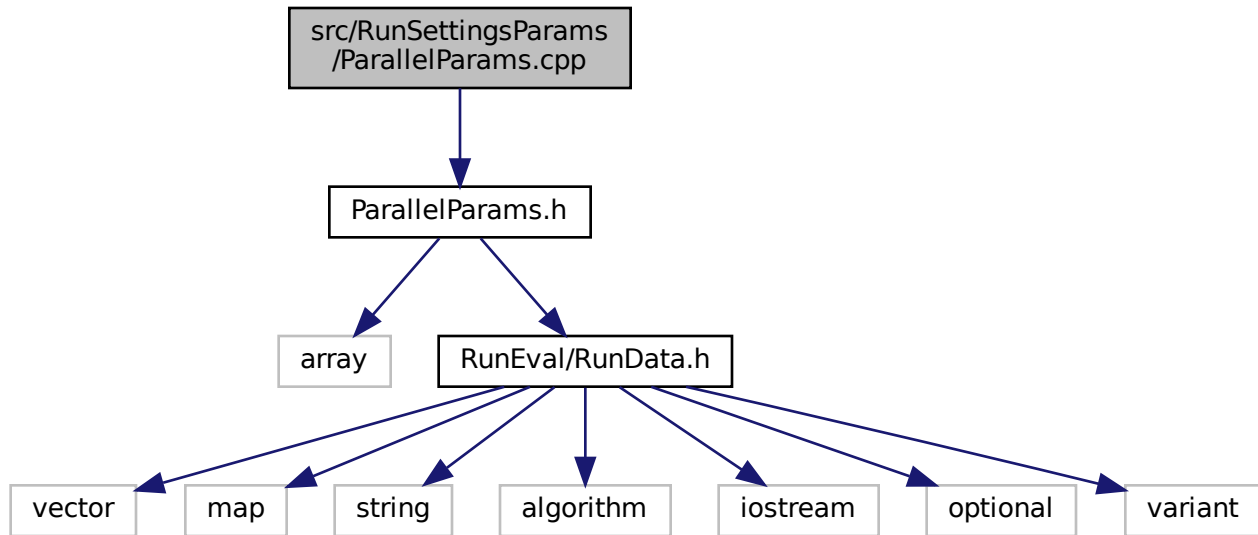 src/RunSettingsParams
/ParallelParams.cpp
ParallelParams.h
array
RunEval/RunData.h
vector
map
string
algorithm
iostream
optional
variant